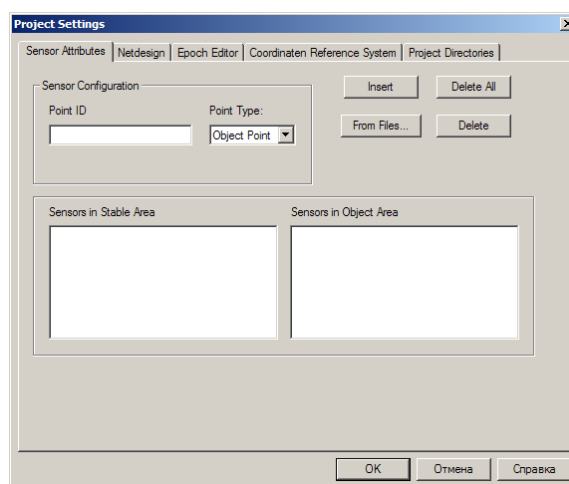 Project Settings
Sensor Attributes Netdesign Epoch Editor Coordinaten Reference System Project Directories
Sensor Configuration
Insert Delete All
Point ID Point Type:
From Files... Delete
Object Point
Sensors in Stable Area Sensors in Object Area
OK Отмена Справка